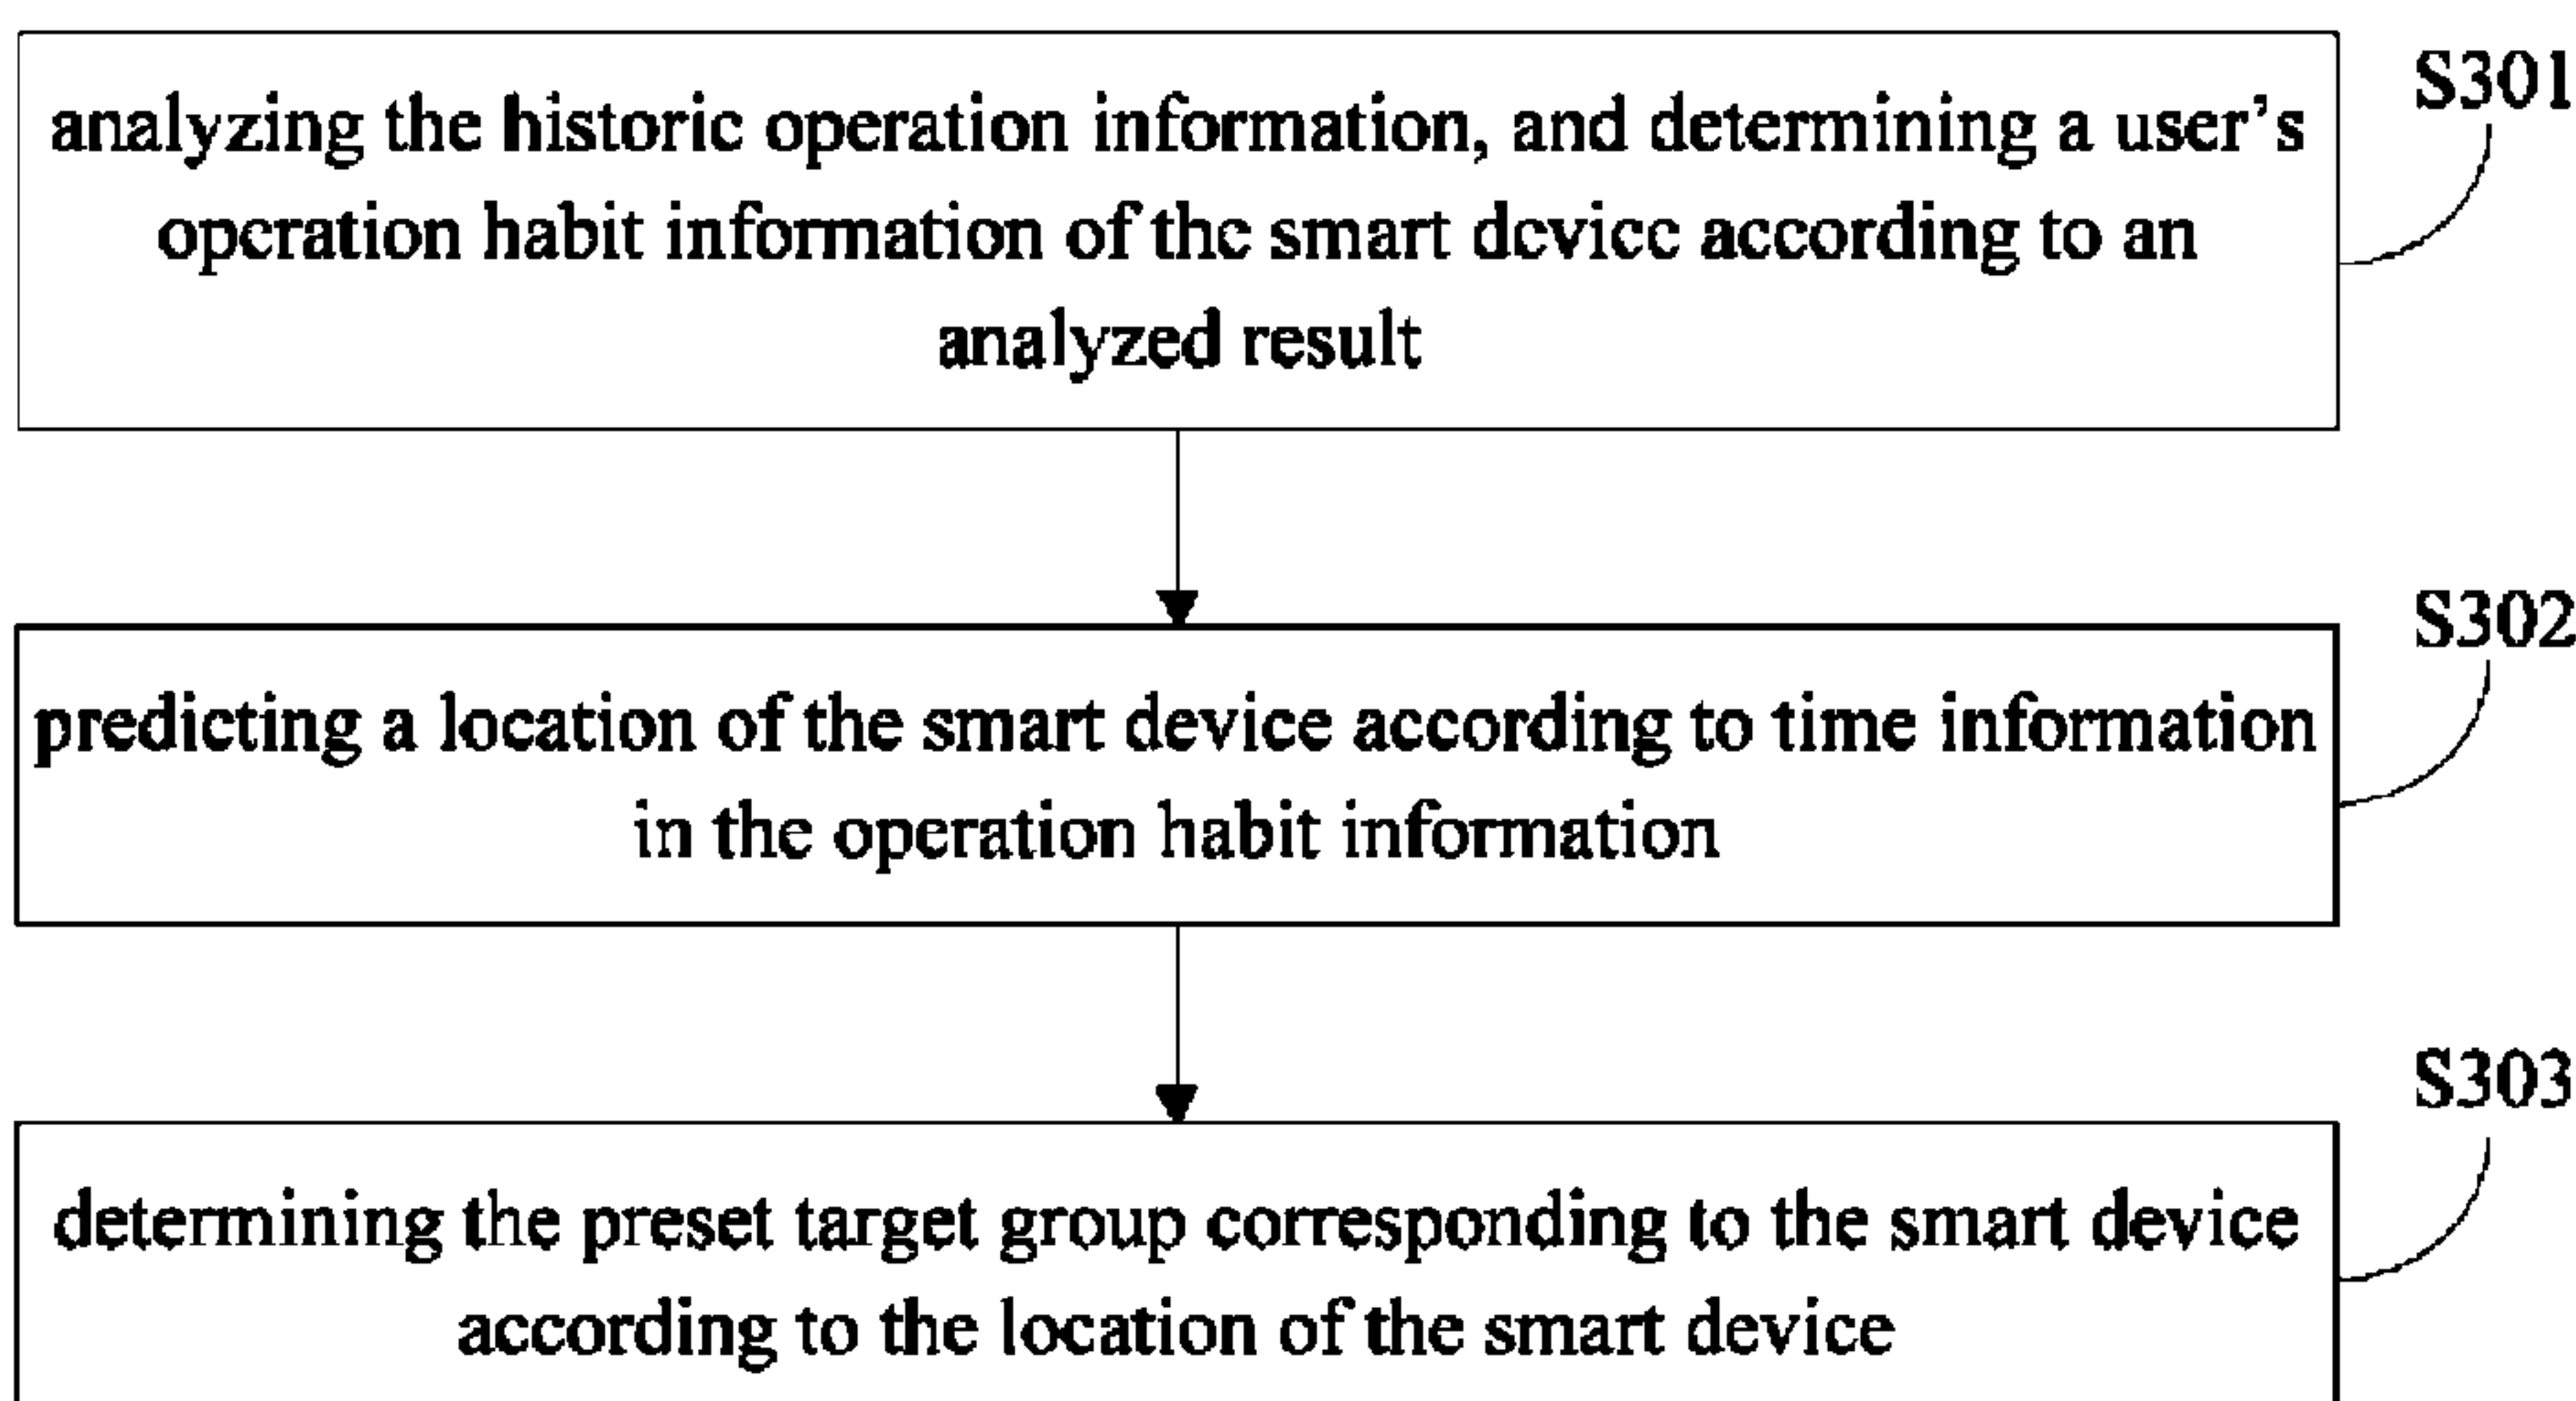 analyzing the historic operation information, and determining a user's
operation habit information of the smart device according to an
analyzed result
S301
predicting a location of the smart device according to time information
in the operation habit information
S302
determining the preset target group corresponding to the smart device
according to the location of the smart device
S303